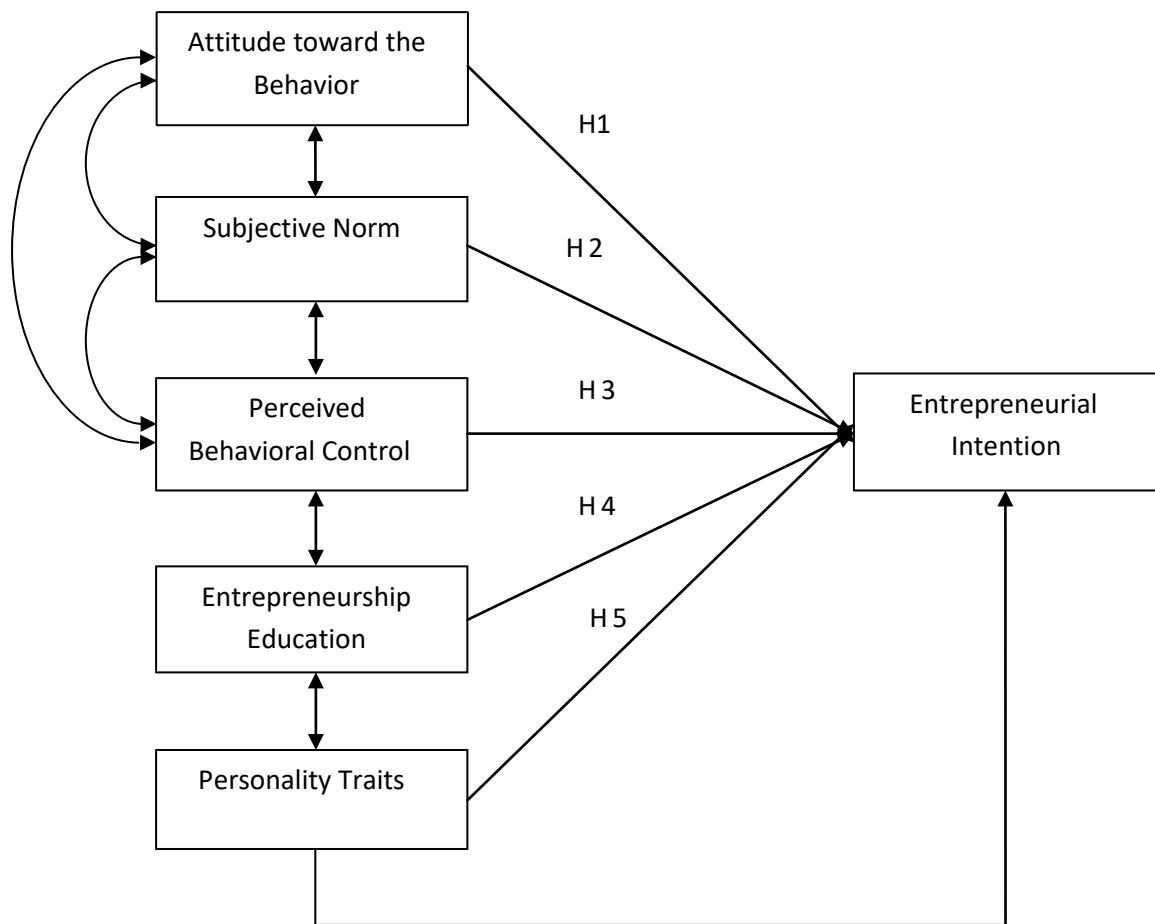 Attitude toward the
Behavior
H1
Subjective Norm
H 2
Perceived
Behavioral Control
H 3
Entrepreneurial
Intention
H 4
Entrepreneurship
Education
H 5
Personality Traits